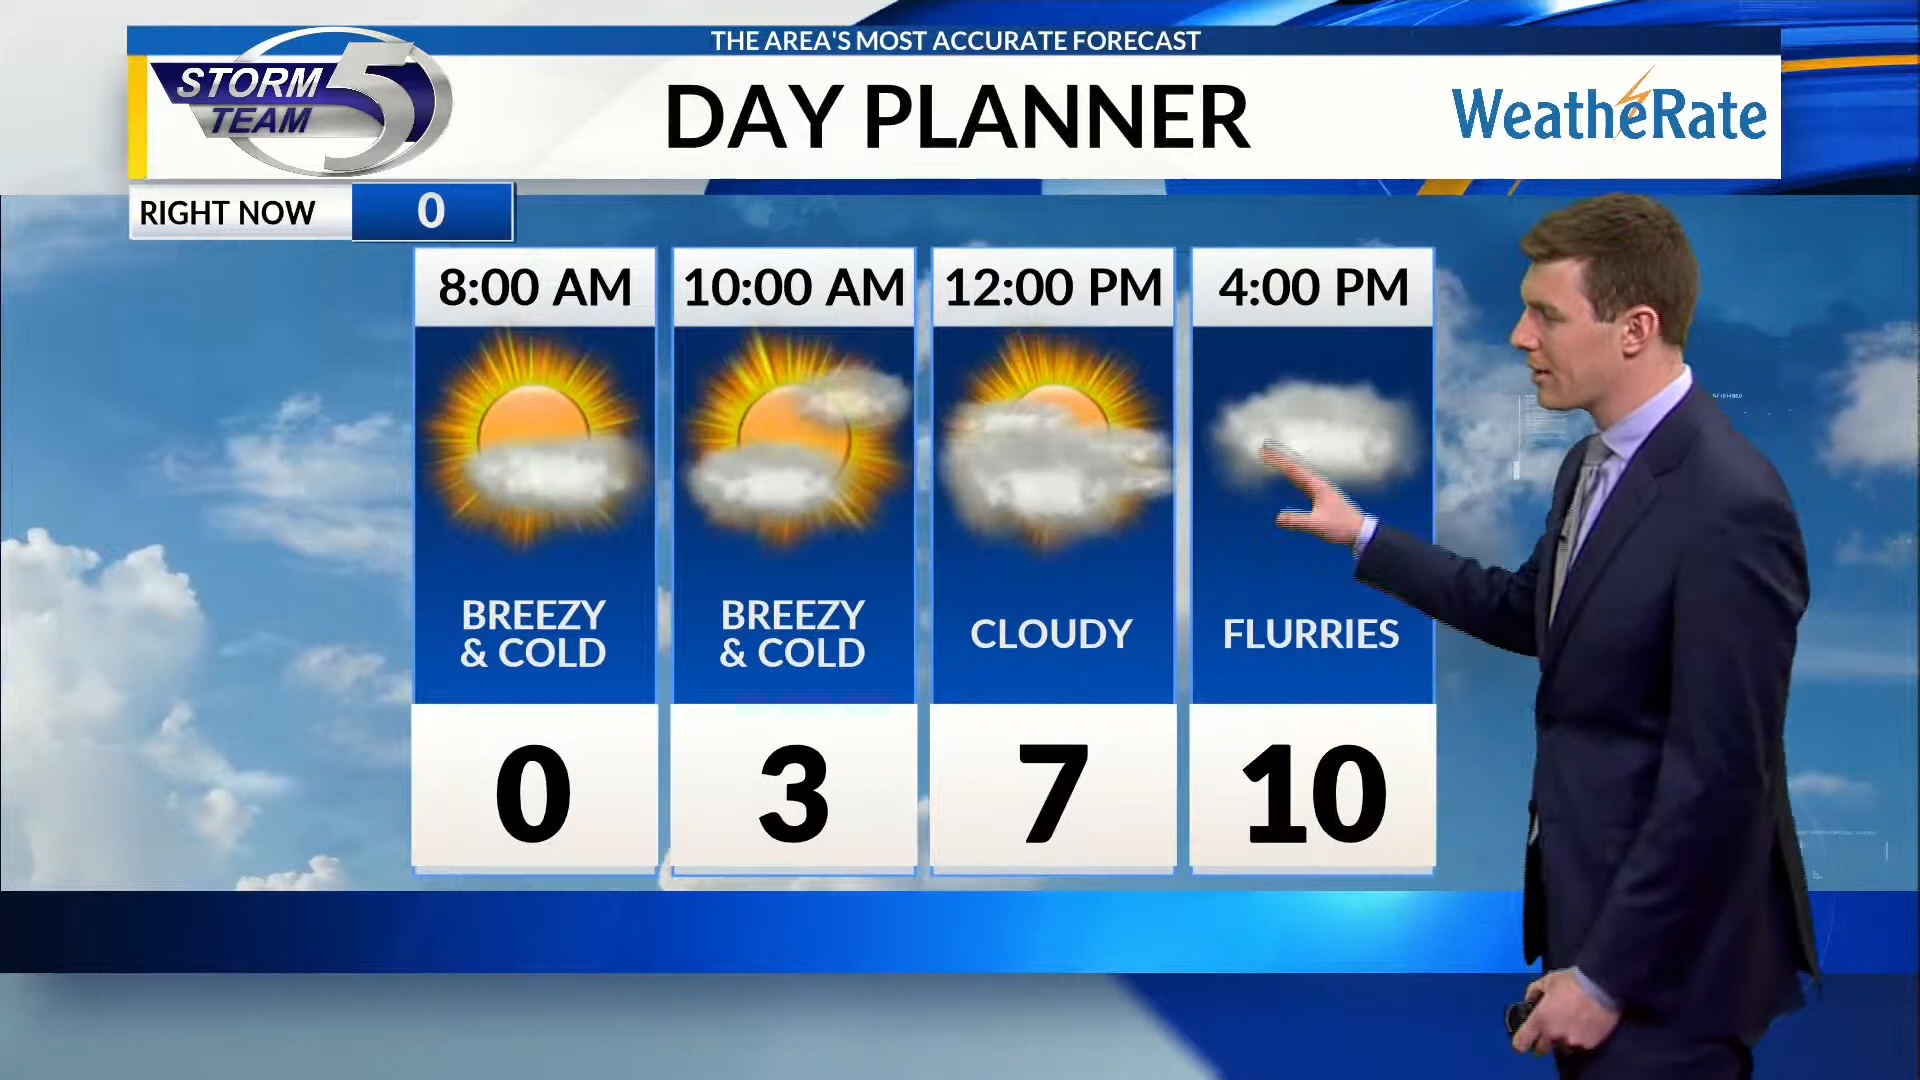 THE AREA'S MOST ACCURATE FORECAST
STORM
TEAM
5
DAY PLANNER
WeatheRate
RIGHT NOW 0
8:00 AM 10:00 AM 12:00 PM 4:00 PM
BREEZY
& COLD
BREEZY
& COLD
CLOUDY
FLURRIES
0 3 7 10